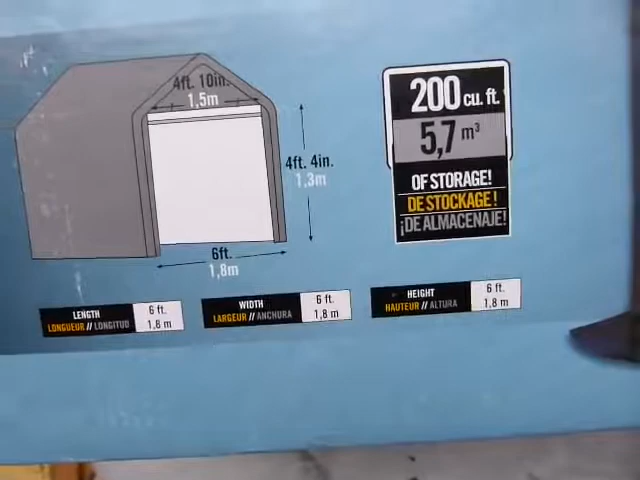 4ft. 10in.
1,5m
200 cu. ft.
5,7 m³
4ft. 4in.
1,3m
OF STORAGE!
DE STOCKAGE!
¡DE ALMACENAJE!
6ft.
1,8m
LENGTH
LONGUEUR // LONGITUD
6 ft.
1,8 m
WIDTH
LARGEUR // ANCHURA
6 ft.
1,8 m
HEIGHT
HAUTEUR // ALTURA
6 ft.
1,8 m